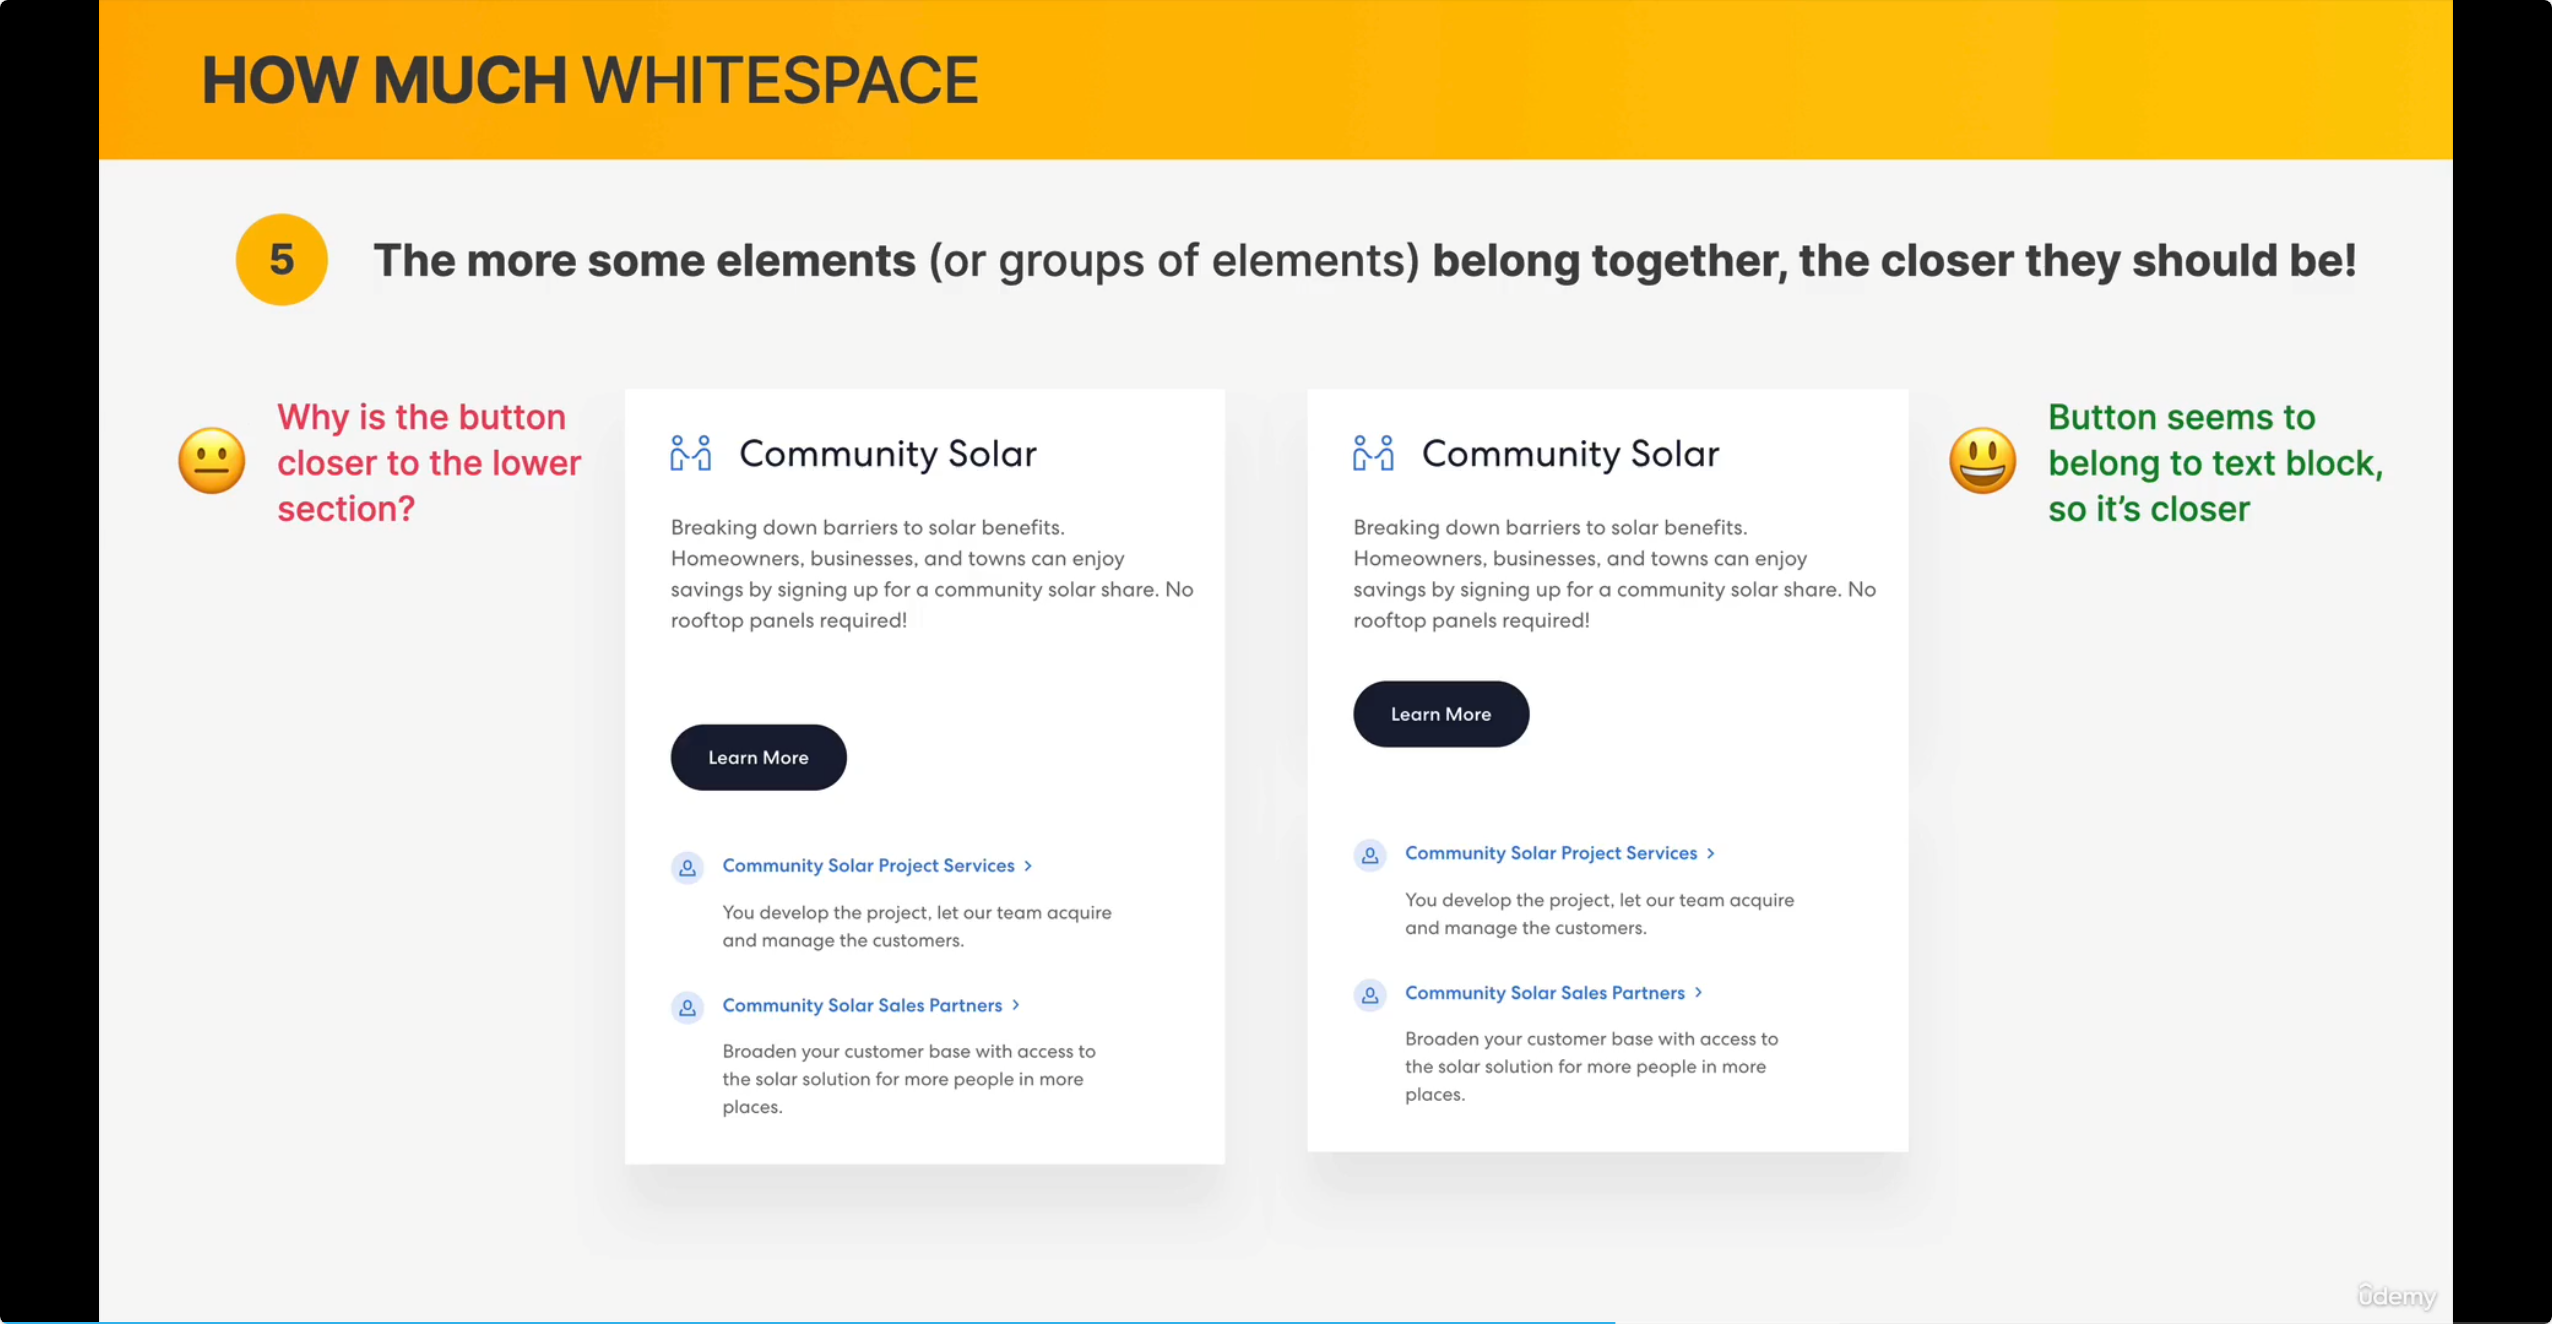 HOW MUCH WHITESPACE
5
The more some elements (or groups of elements) belong together, the closer they should be!
Why is the button
closer to the lower
section?
Community Solar
Breaking down barriers to solar benefits.
Homeowners, businesses, and towns can enjoy
savings by signing up for a community solar share. No
rooftop panels required!
Learn More
Community Solar Project Services >
You develop the project, let our team acquire
and manage the customers.
Community Solar Sales Partners >
Broaden your customer base with access to
the solar solution for more people in more
places.
Community Solar
Breaking down barriers to solar benefits.
Homeowners, businesses, and towns can enjoy
savings by signing up for a community solar share. No
rooftop panels required!
Learn More
Community Solar Project Services >
You develop the project, let our team acquire
and manage the customers.
Community Solar Sales Partners >
Broaden your customer base with access to
the solar solution for more people in more
places.
Button seems to
belong to text block,
so it’s closer
ûdemy